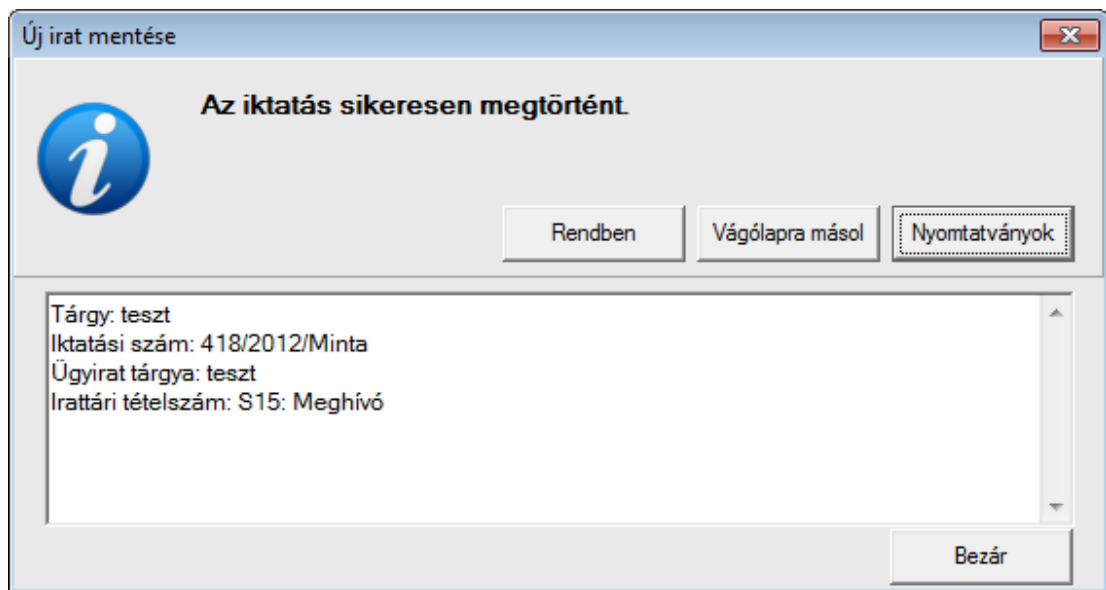 Új irat mentése
Az iktatás sikeresen megtörtént.
Rendben
Vágólapra másol
Nyomtatványok
Tárgy: teszt
Iktatási szám: 418/2012/Minta
Ügyirat tárgya: teszt
Irattári tételszám: S15: Meghívó
Bezár